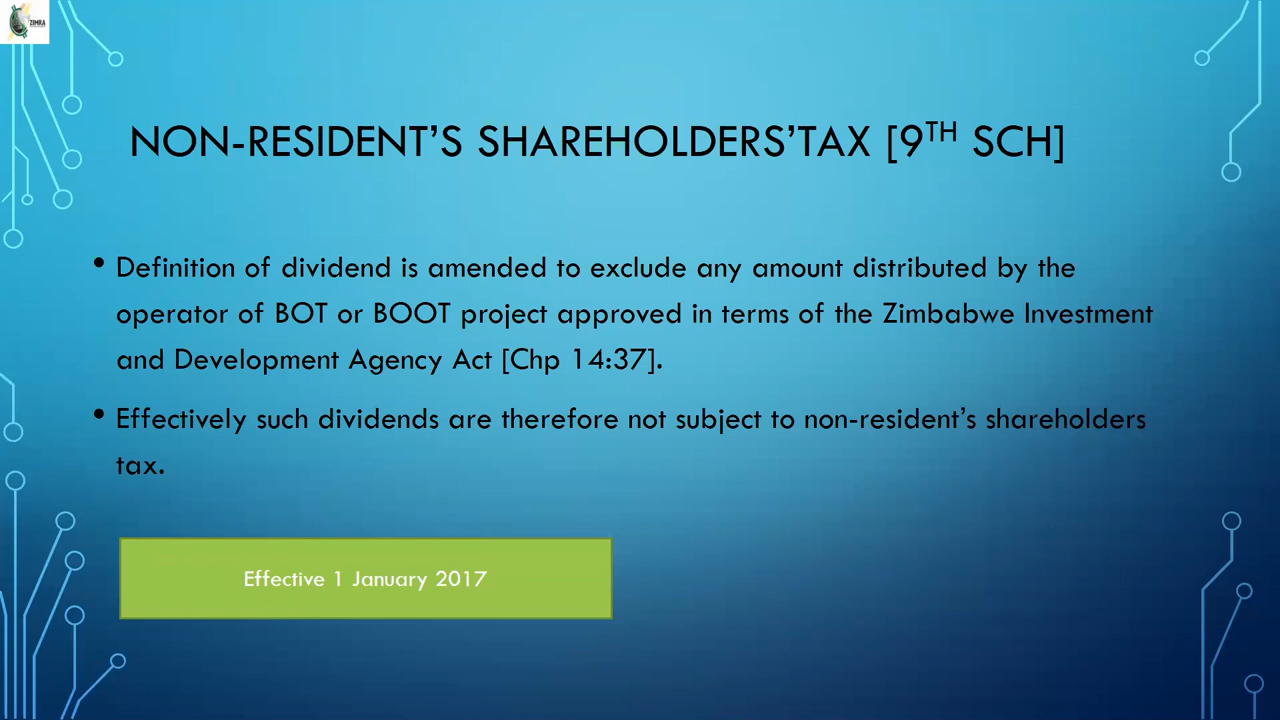 ZIMRA
NON-RESIDENT’S SHAREHOLDERS’TAX [9TH SCH]
• Definition of dividend is amended to exclude any amount distributed by the
operator of BOT or BOOT project approved in terms of the Zimbabwe Investment
and Development Agency Act [Chp 14:37].
• Effectively such dividends are therefore not subject to non-resident’s shareholders
tax.
Effective 1 January 2017